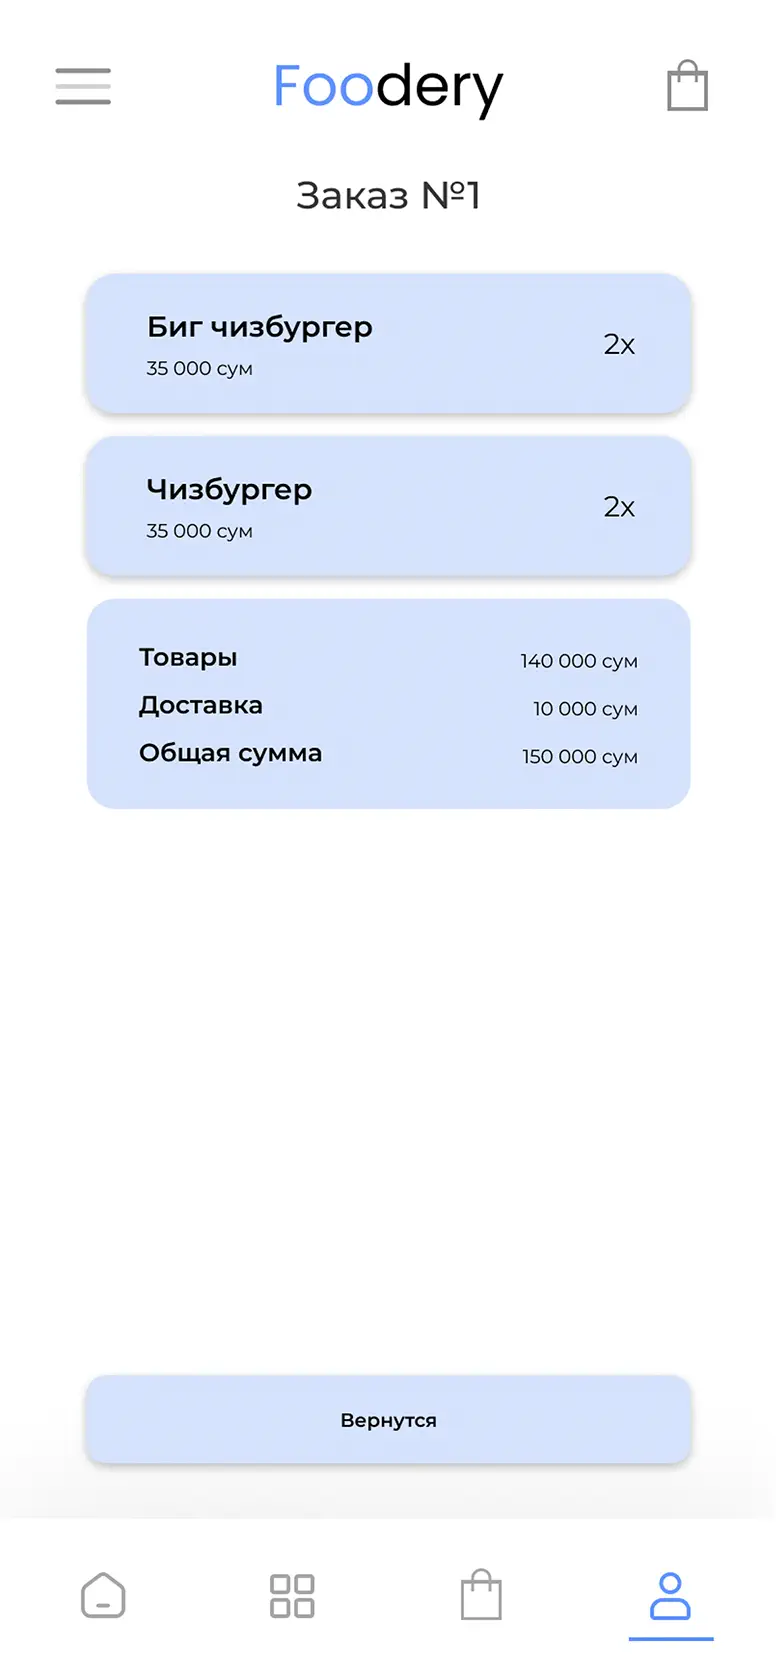 Foodery
Заказ №1
Биг чизбургер
35 000 сум
2x
Чизбургер
35 000 сум
2x
Товары 140 000 сум
Доставка 10 000 сум
Общая сумма 150 000 сум
Вернутся